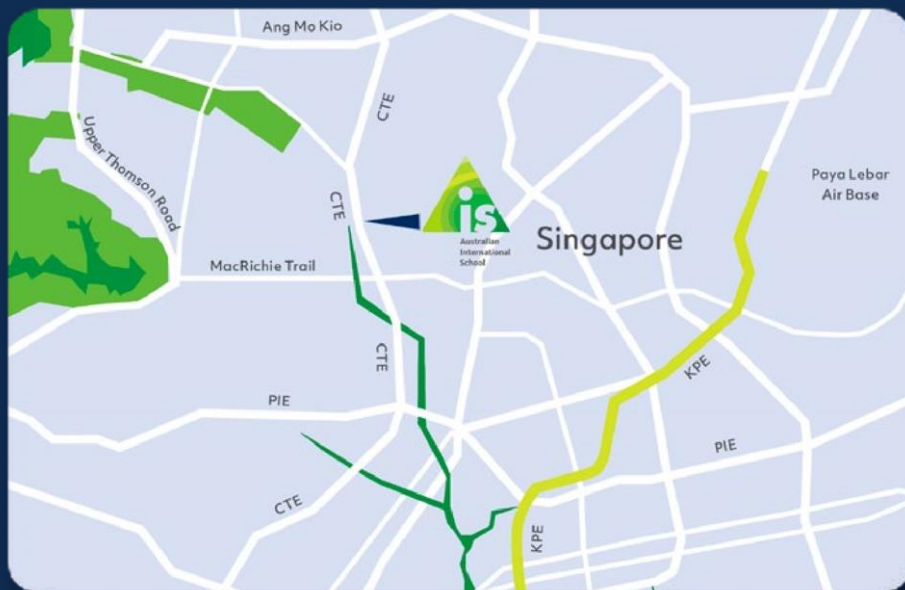 Ang Mo Kio
CTE
Upper Thomson Road
Paya Lebar
Air Base
CTE
is
Australian
International
School
Singapore
MacRichie Trail
CTE
KPE
PIE
PIE
CTE
KPE